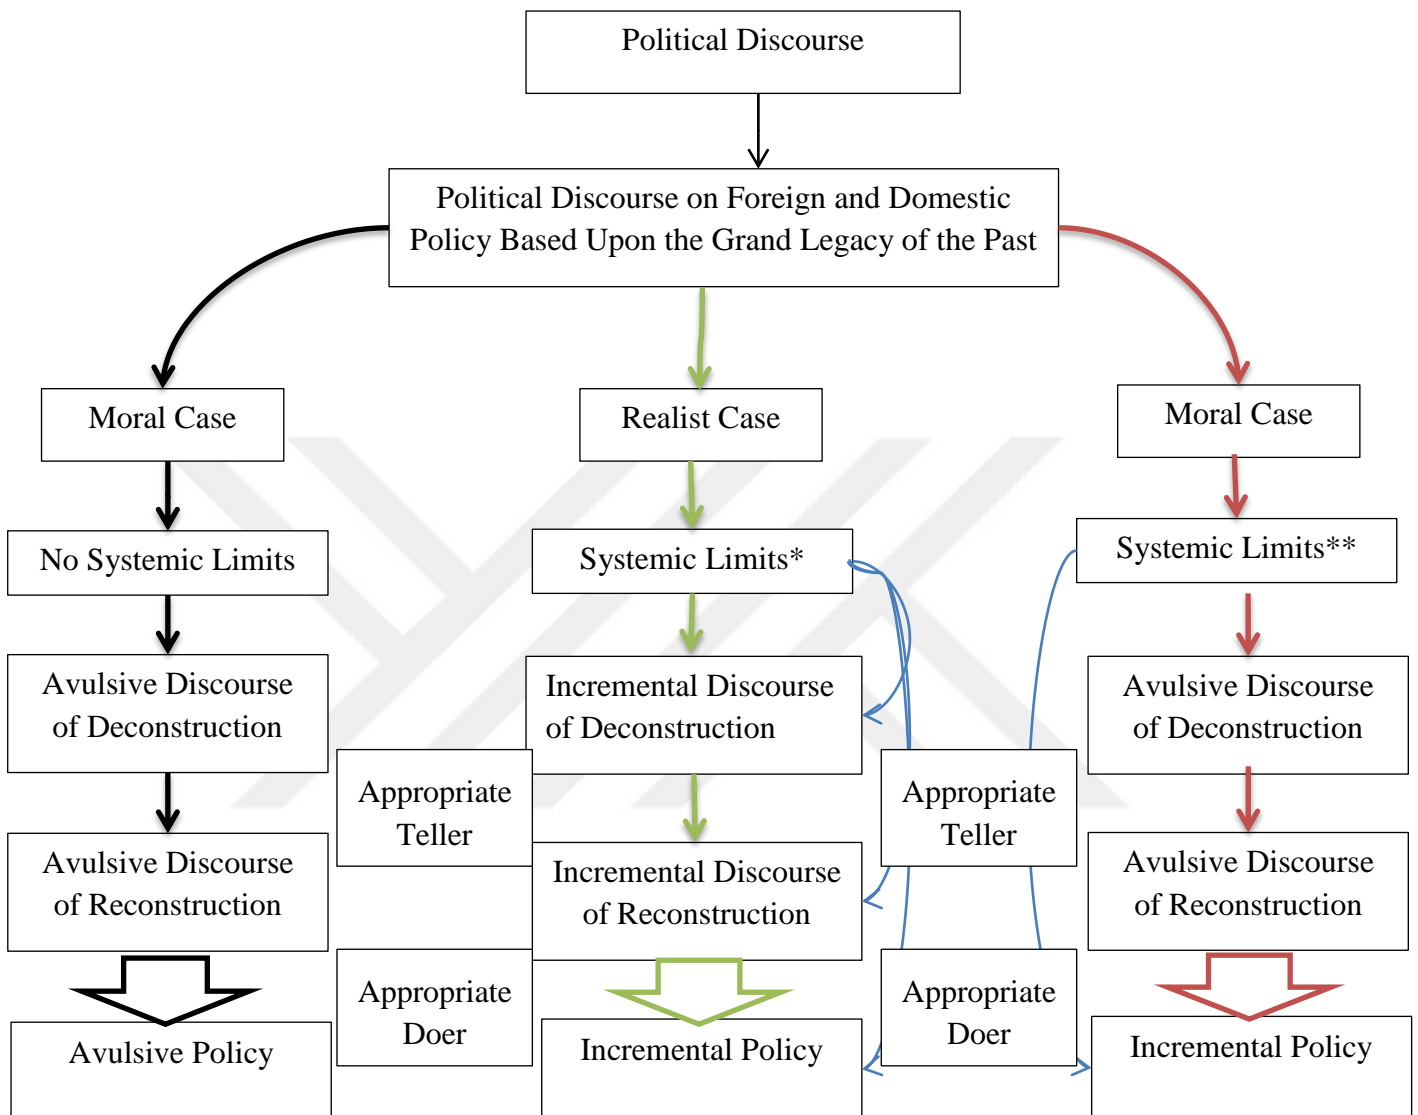 Political Discourse
Political Discourse on Foreign and Domestic
Policy Based Upon the Grand Legacy of the Past
Moral Case
Realist Case
Moral Case
No Systemic Limits
Systemic Limits*
Systemic Limits**
Avulsive Discourse
of Deconstruction
Incremental Discourse
of Deconstruction
Avulsive Discourse
of Deconstruction
Appropriate
Teller
Appropriate
Teller
Avulsive Discourse
of Reconstruction
Incremental Discourse
of Reconstruction
Avulsive Discourse
of Reconstruction
Appropriate
Doer
Appropriate
Doer
Avulsive Policy
Incremental Policy
Incremental Policy